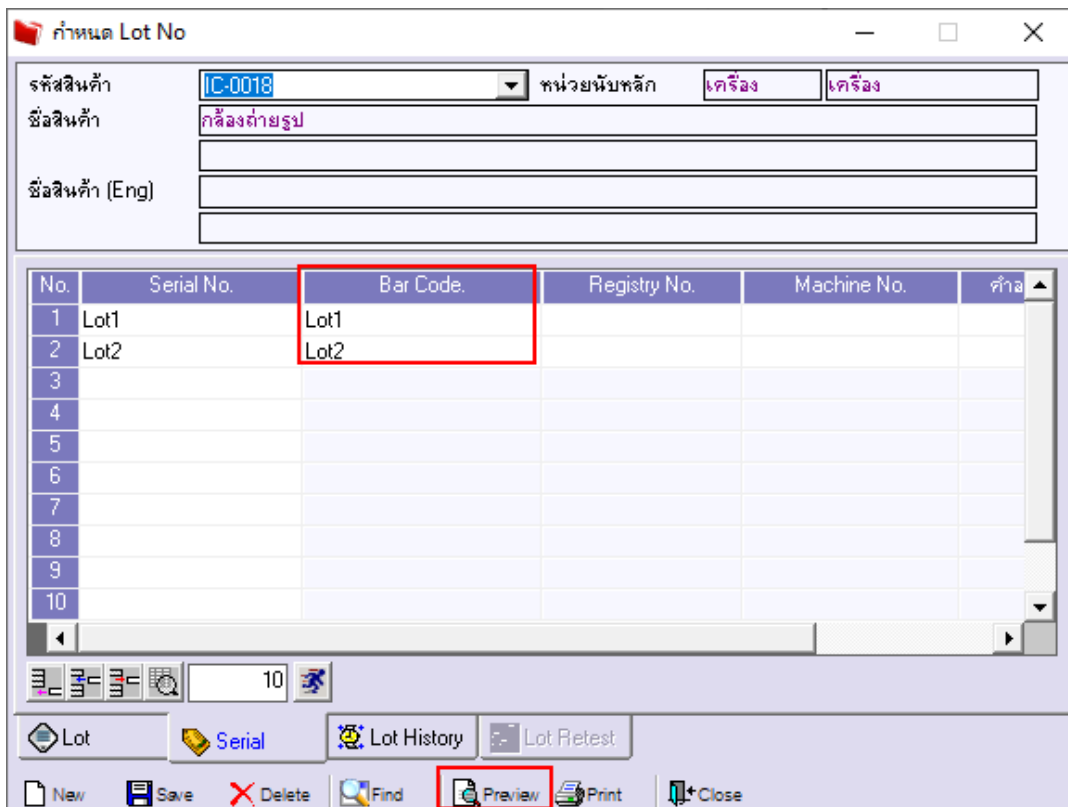 กำหนด Lot No
รหัสสินค้า IC-0018 หน่วยนับหลัก เครื่อง เครื่อง
ชื่อสินค้า กล้องถ่ายรูป
ชื่อสินค้า (Eng)
No. Serial No. Bar Code. Registry No. Machine No. คำอ
1 Lot1 Lot1
2 Lot2 Lot2
3
4
5
6
7
8
9
10
10
Lot Serial Lot History Lot Retest
New Save Delete Find Preview Print Close